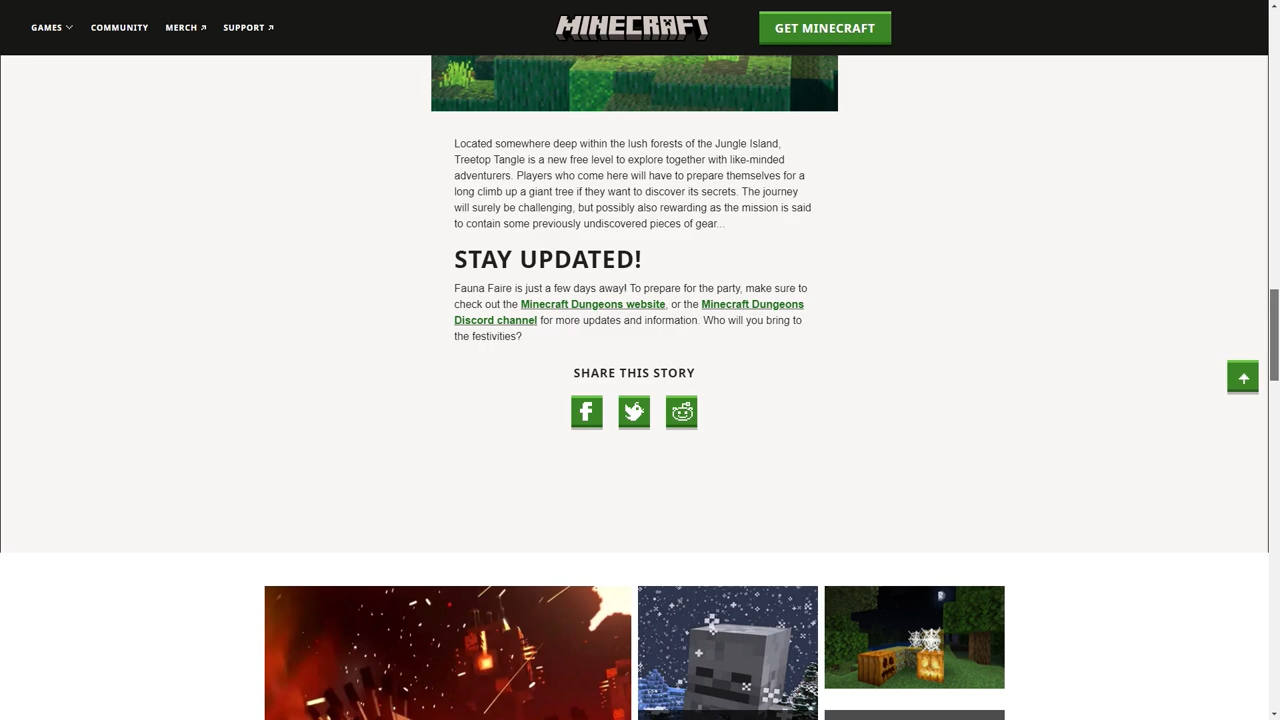 GAMES COMMUNITY MERCH SUPPORT MINECRAFT GET MINECRAFT
Located somewhere deep within the lush forests of the Jungle Island,
Treetop Tangle is a new free level to explore together with like-minded
adventurers. Players who come here will have to prepare themselves for a
long climb up a giant tree if they want to discover its secrets. The journey
will surely be challenging, but possibly also rewarding as the mission is said
to contain some previously undiscovered pieces of gear...
STAY UPDATED!
Fauna Faire is just a few days away! To prepare for the party, make sure to
check out the Minecraft Dungeons website, or the Minecraft Dungeons
Discord channel for more updates and information. Who will you bring to
the festivities?
SHARE THIS STORY